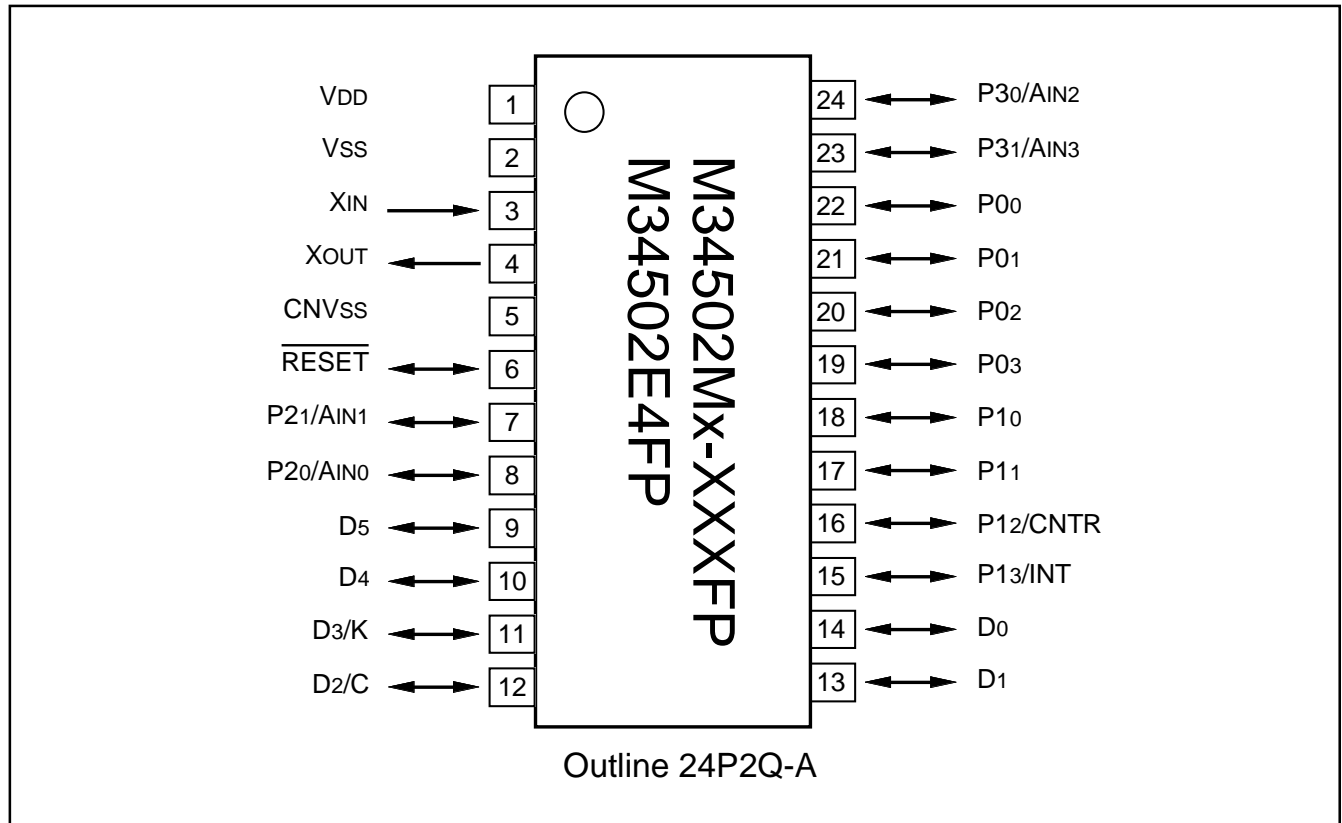 VDD 1 24 P30/AIN2
VSS 2 23 P31/AIN3
XIN 3 22 P00
XOUT 4 21 P01
CNVSS 5 20 P02
RESET 6 19 P03
P21/AIN1 7 18 P10
P20/AIN0 8 17 P11
D5 9 16 P12/CNTR
D4 10 15 P13/INT
D3/K 11 14 D0
D2/C 12 13 D1
M34502Mx-XXXFP
M34502E4FP
Outline 24P2Q-A